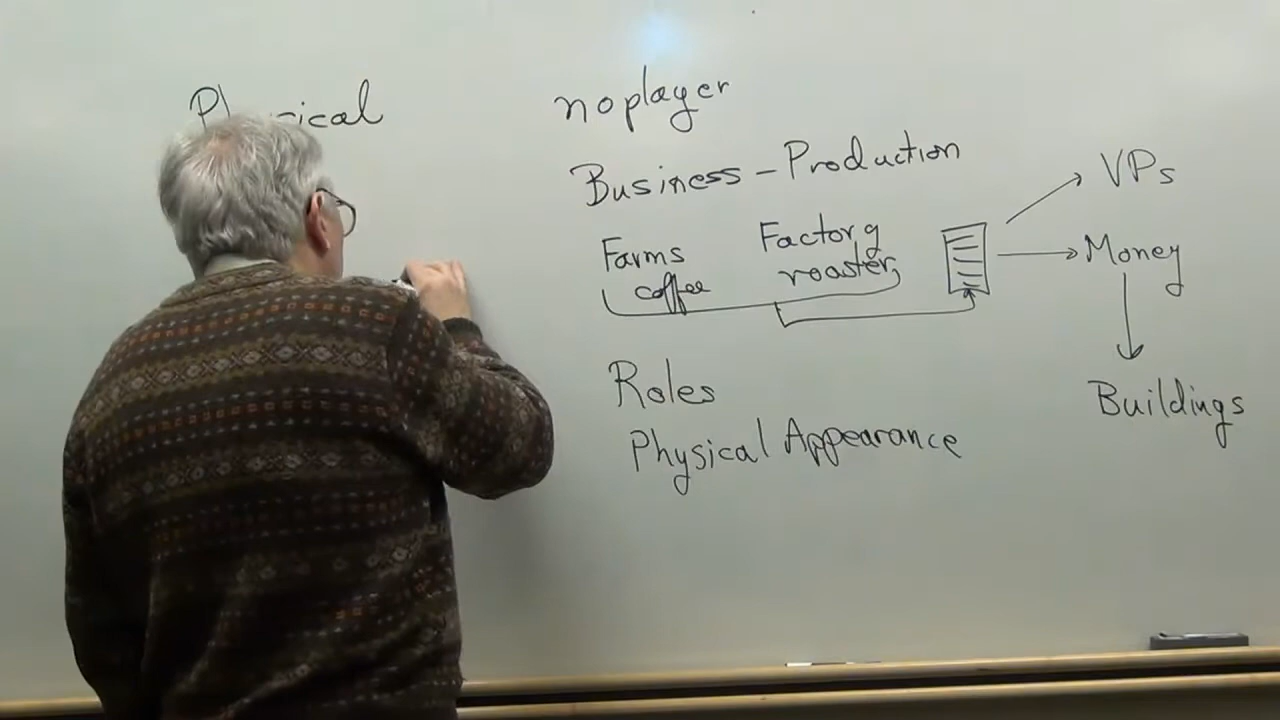 noplayer
Business - Production
VPs
Farms
coffee
Factory
roaster
Money
Roles
Physical Appearance
Buildings